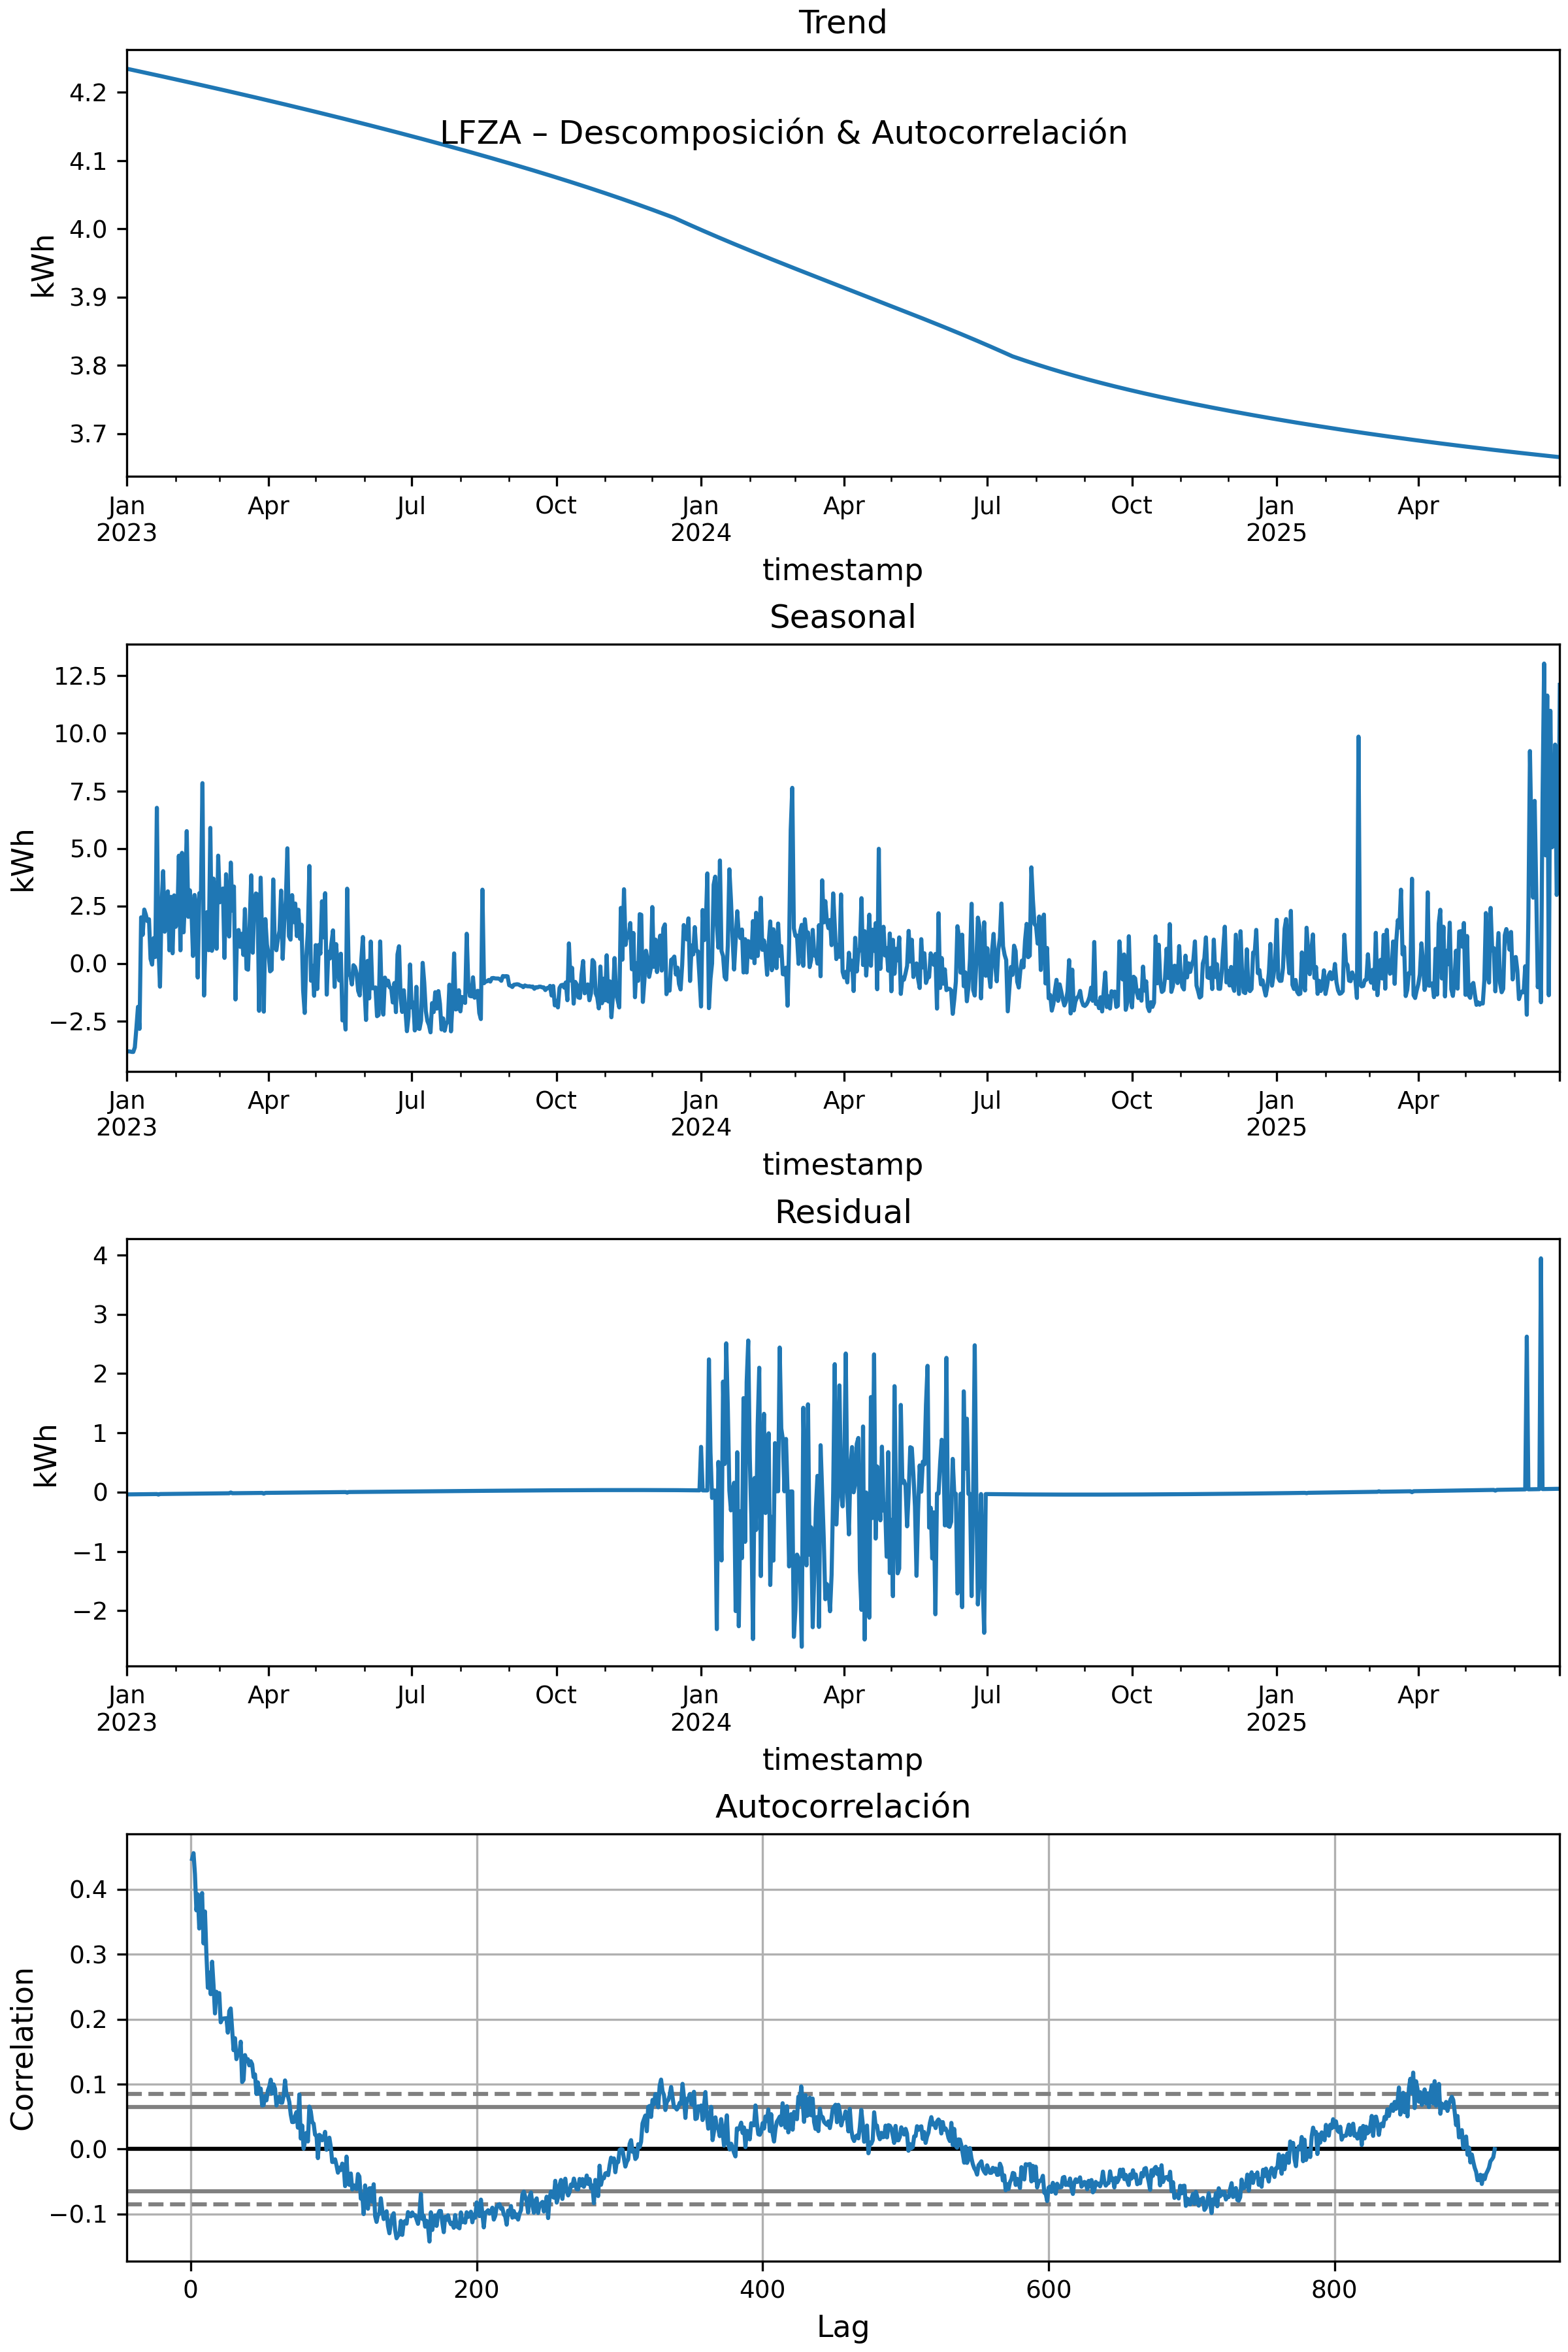 Trend
LFZA – Descomposición & Autocorrelación
kWh
4.2
4.1
4.0
3.9
3.8
3.7
Jan Apr Jul Oct Jan Apr Jul Oct Jan Apr
2023 2024 2025
timestamp
Seasonal
kWh
12.5
10.0
7.5
5.0
2.5
0.0
−2.5
Jan Apr Jul Oct Jan Apr Jul Oct Jan Apr
2023 2024 2025
timestamp
Residual
kWh
4
3
2
1
0
−1
−2
Jan Apr Jul Oct Jan Apr Jul Oct Jan Apr
2023 2024 2025
timestamp
Autocorrelación
Correlation
0.4
0.3
0.2
0.1
0.0
−0.1
0 200 400 600 800
Lag